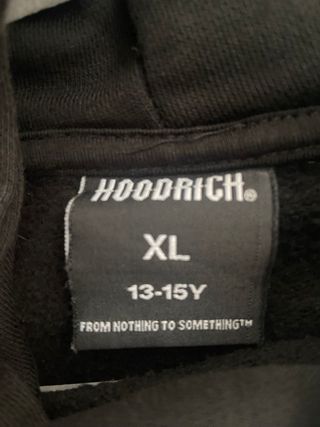 HOODRICH®
XL
13-15Y
FROM NOTHING TO SOMETHING™